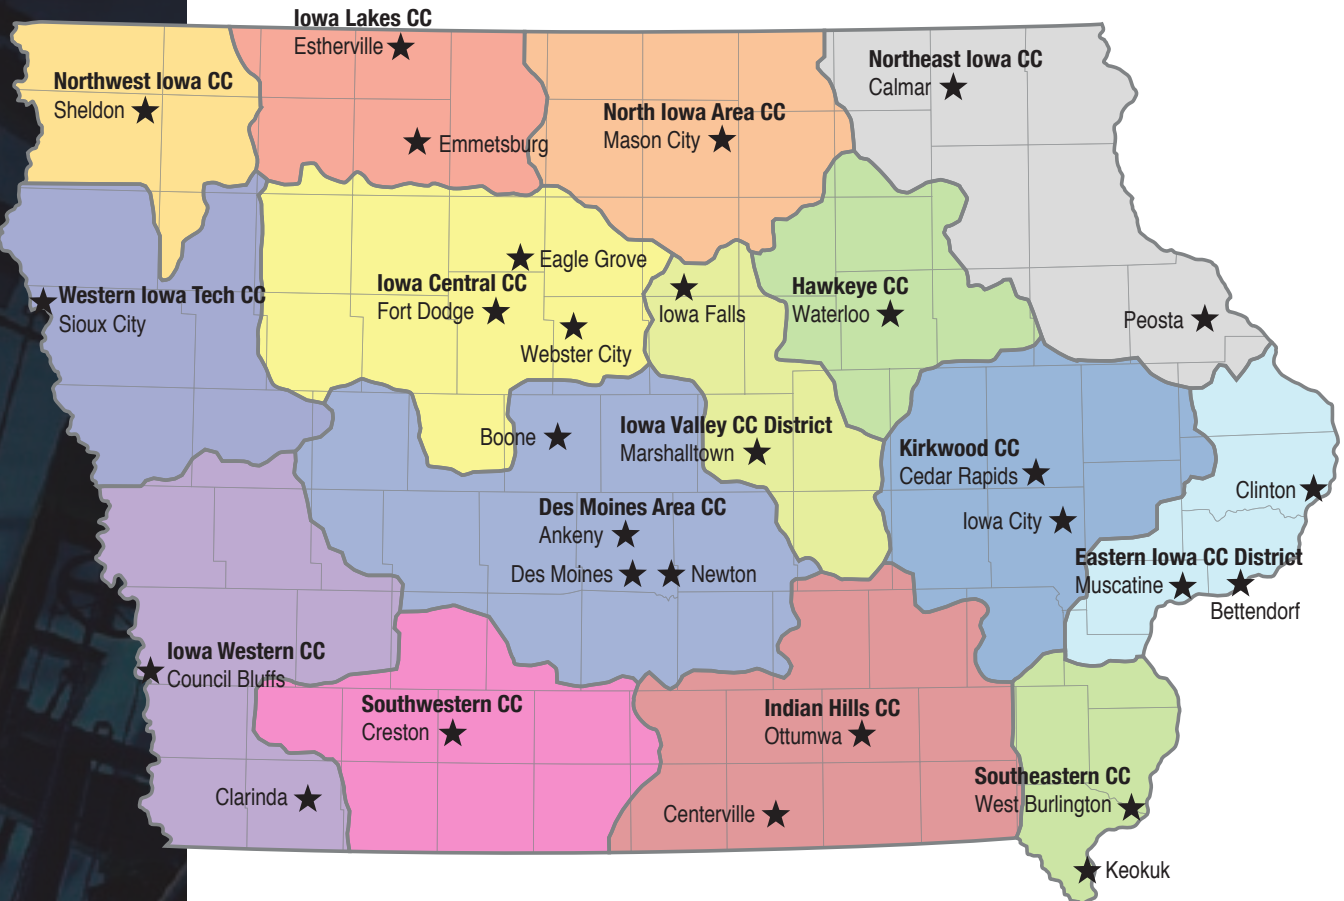 Iowa Lakes CC
Estherville
Emmetsburg
Northwest Iowa CC
Sheldon
North Iowa Area CC
Mason City
Northeast Iowa CC
Calmar
Peosta
Western Iowa Tech CC
Sioux City
Eagle Grove
Iowa Central CC
Fort Dodge
Webster City
Iowa Falls
Iowa Valley CC District
Marshalltown
Hawkeye CC
Waterloo
Boone
Des Moines Area CC
Ankeny
Des Moines
Newton
Kirkwood CC
Cedar Rapids
Iowa City
Clinton
Eastern Iowa CC District
Muscatine
Bettendorf
Iowa Western CC
Council Bluffs
Clarinda
Southwestern CC
Creston
Indian Hills CC
Ottumwa
Centerville
Southeastern CC
West Burlington
Keokuk